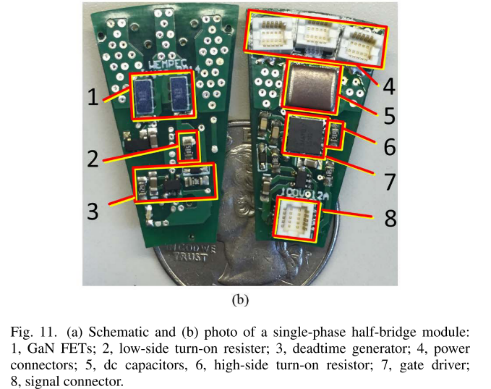 WEMPEC
1
2
3
4
5
6
7
8
100V/12A
TRUST
(b)
Fig. 11. (a) Schematic and (b) photo of a single-phase half-bridge module:
1, GaN FETs; 2, low-side turn-on resister; 3, deadtime generator; 4, power
connectors; 5, dc capacitors, 6, high-side turn-on resistor; 7, gate driver;
8, signal connector.